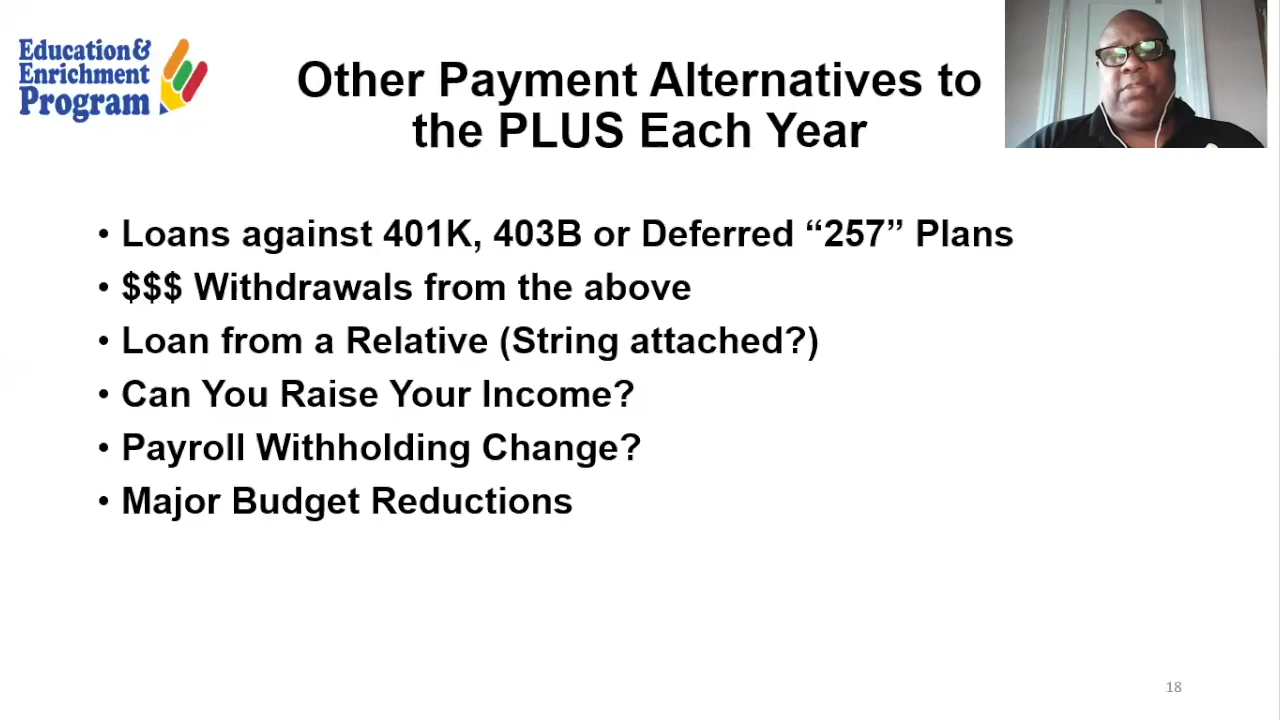 Education &
Enrichment
Program
Other Payment Alternatives to
the PLUS Each Year
• Loans against 401K, 403B or Deferred “257” Plans
• $$$ Withdrawals from the above
• Loan from a Relative (String attached?)
• Can You Raise Your Income?
• Payroll Withholding Change?
• Major Budget Reductions
18